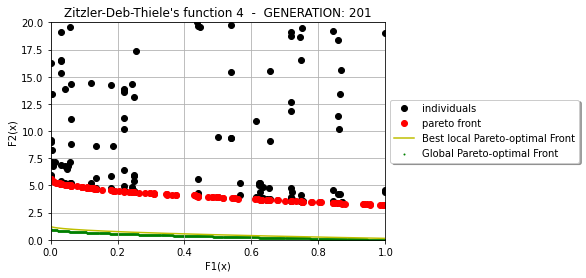 Zitzler-Deb-Thiele's function 4 - GENERATION: 201
F2(x)
20.0
17.5
15.0
12.5
10.0
7.5
5.0
2.5
0.0
0.0 0.2 0.4 0.6 0.8 1.0
F1(x)
individuals
pareto front
Best local Pareto-optimal Front
Global Pareto-optimal Front